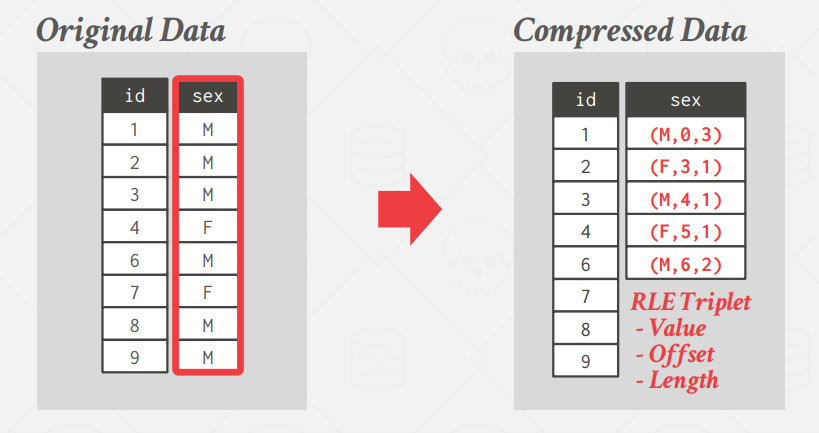 Original Data
id sex
1 M
2 M
3 M
4 F
6 M
7 F
8 M
9 M
Compressed Data
id sex
1 (M,0,3)
2 (F,3,1)
3 (M,4,1)
4 (F,5,1)
6 (M,6,2)
7
8
9
RLE Triplet
- Value
- Offset
- Length